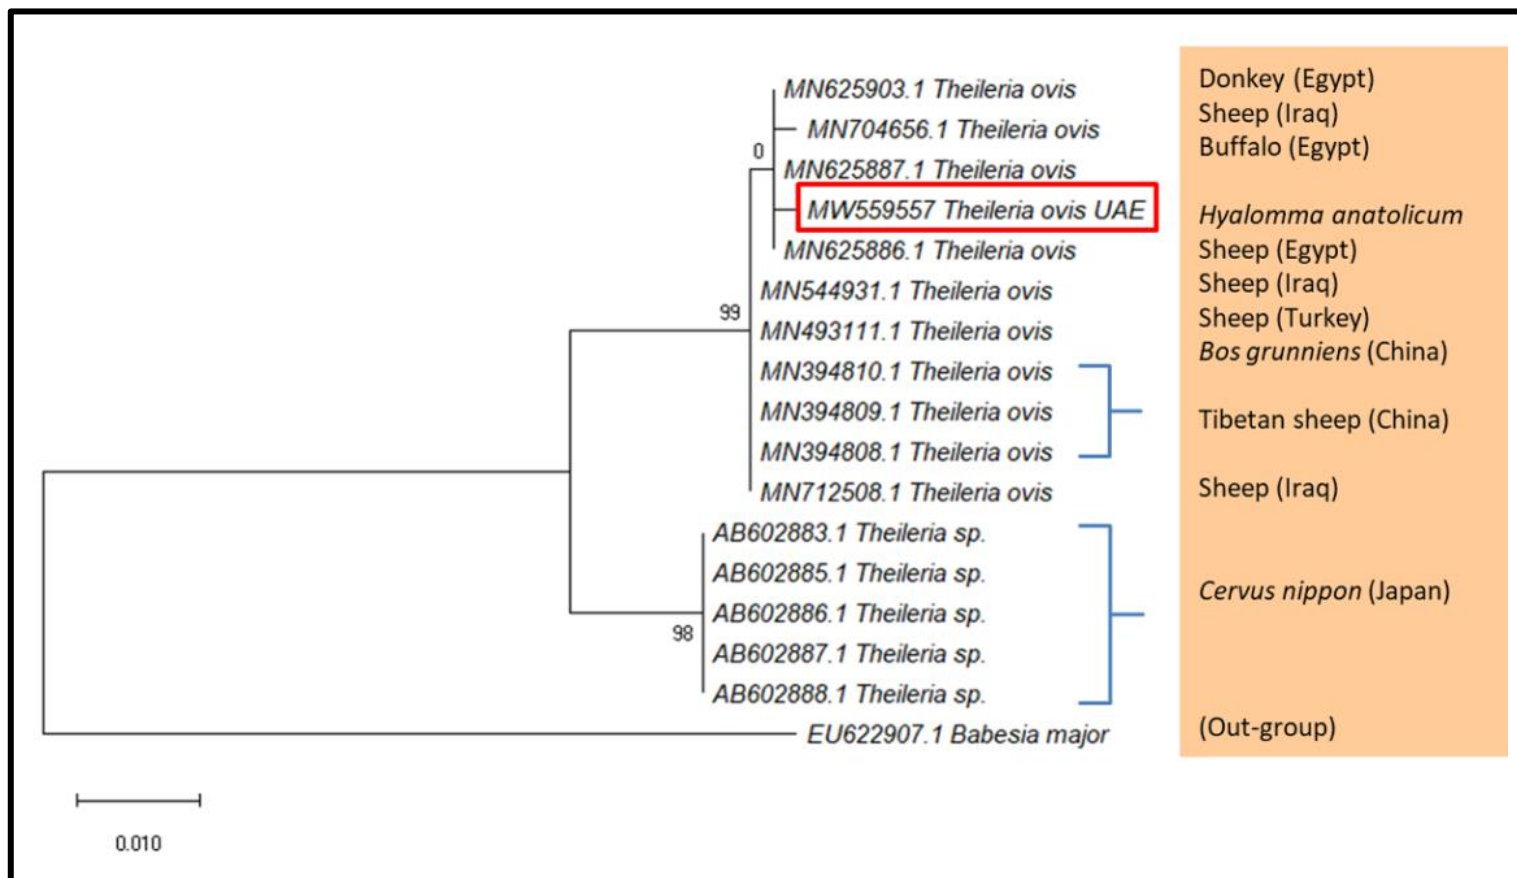 MN625903.1 Theileria ovis
MN704656.1 Theileria ovis
0
MN625887.1 Theileria ovis
MW559557 Theileria ovis UAE
MN625886.1 Theileria ovis
MN544931.1 Theileria ovis
99
MN493111.1 Theileria ovis
MN394810.1 Theileria ovis
MN394809.1 Theileria ovis
MN394808.1 Theileria ovis
MN712508.1 Theileria ovis
AB602883.1 Theileria sp.
AB602885.1 Theileria sp.
AB602886.1 Theileria sp.
98
AB602887.1 Theileria sp.
AB602888.1 Theileria sp.
EU622907.1 Babesia major
0.010
Donkey (Egypt)
Sheep (Iraq)
Buffalo (Egypt)
Hyalomma anatolicum
Sheep (Egypt)
Sheep (Iraq)
Sheep (Turkey)
Bos grunniens (China)
Tibetan sheep (China)
Sheep (Iraq)
Cervus nippon (Japan)
(Out-group)